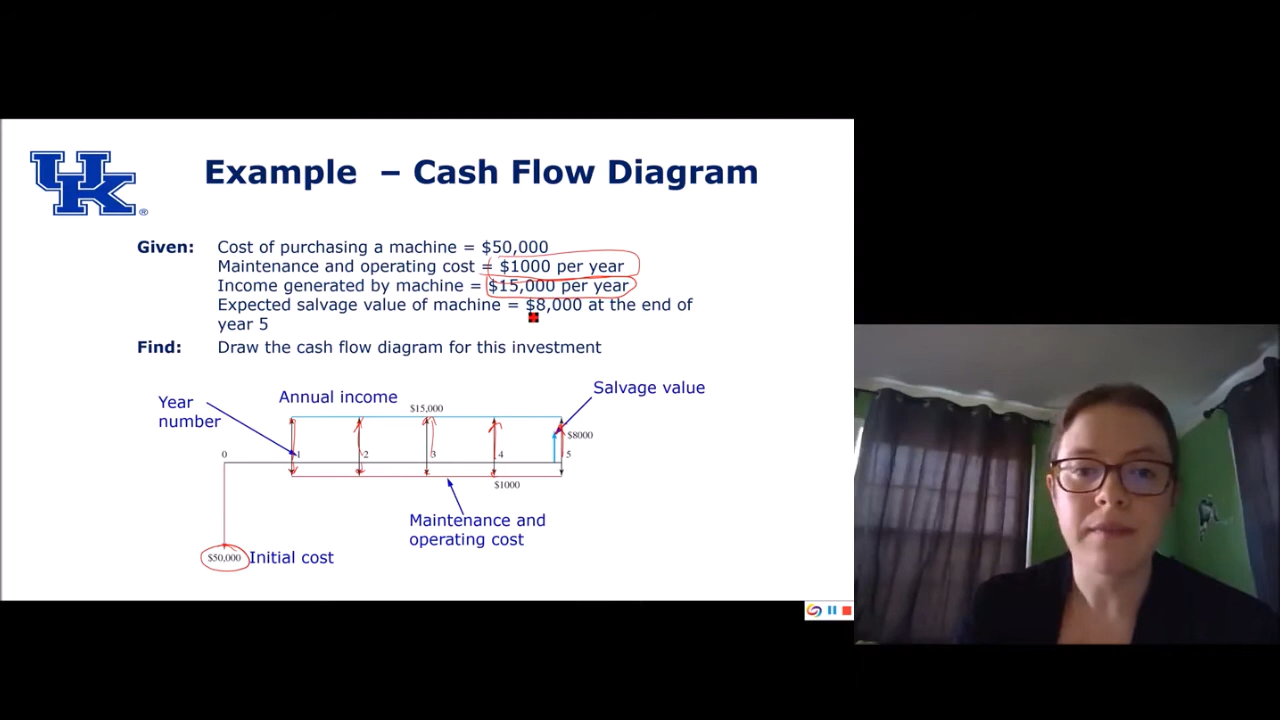 UK
®
Example – Cash Flow Diagram
Given: Cost of purchasing a machine = $50,000
Maintenance and operating cost = $1000 per year
Income generated by machine = $15,000 per year
Expected salvage value of machine = $8,000 at the end of
year 5
Find: Draw the cash flow diagram for this investment
Salvage value
Year
number
Annual income
$15,000
$8000
0 1 2 3 4 5
$1000
Maintenance and
operating cost
$50,000 Initial cost